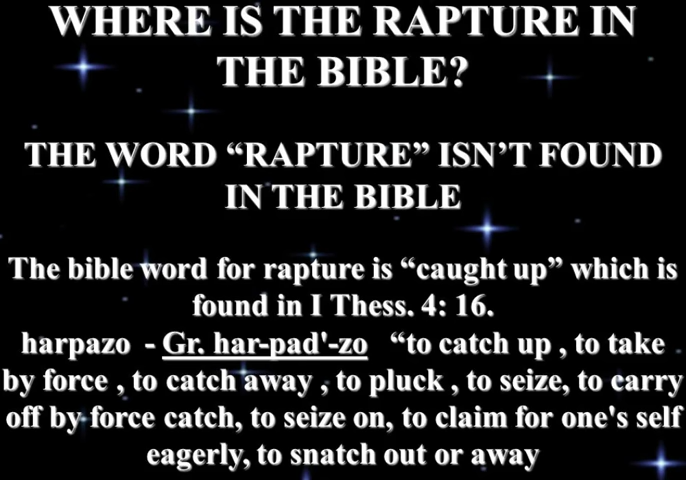 WHERE IS THE RAPTURE IN
THE BIBLE?
THE WORD “RAPTURE” ISN’T FOUND
IN THE BIBLE
The bible word for rapture is “caught up” which is
found in I Thess. 4: 16.
harpazo - Gr. har-pad'-zo “to catch up , to take
by force , to catch away , to pluck , to seize, to carry
off by force catch, to seize on, to claim for one's self
eagerly, to snatch out or away